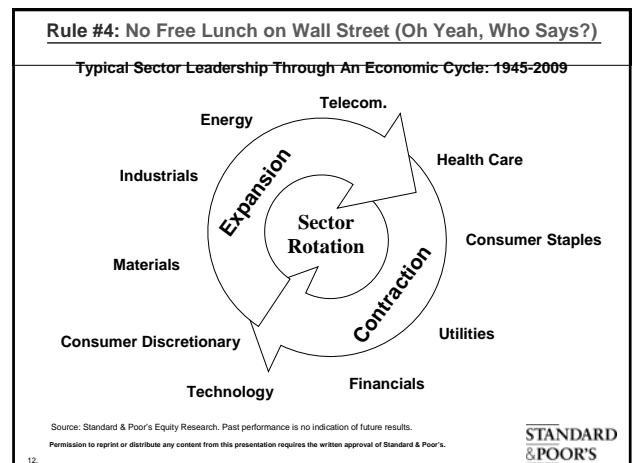 Rule #4: No Free Lunch on Wall Street (Oh Yeah, Who Says?)
Typical Sector Leadership Through An Economic Cycle: 1945-2009
Telecom.
Energy
Health Care
Industrials
Expansion
Sector
Rotation
Consumer Staples
Materials
Contraction
Utilities
Consumer Discretionary
Technology
Financials
Source: Standard & Poor's Equity Research. Past performance is no indication of future results.
Permission to reprint or distribute any content from this presentation requires the written approval of Standard & Poor's.
12.
STANDARD
&POOR'S